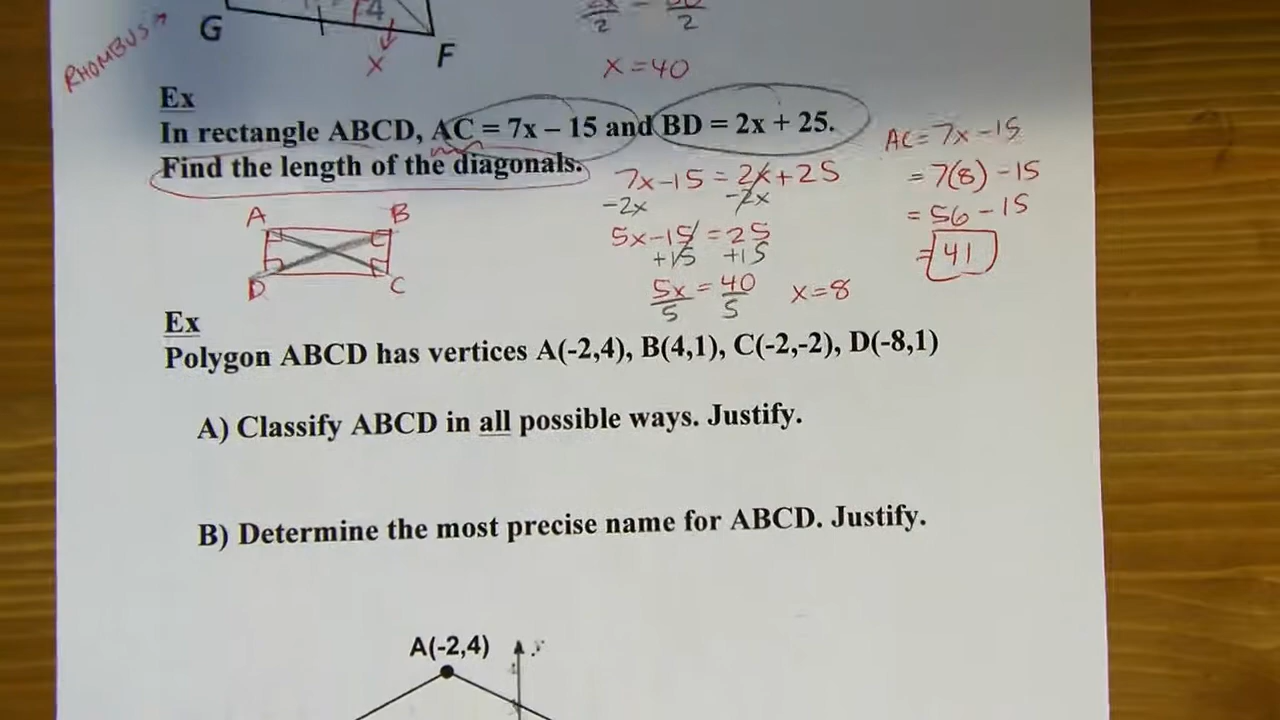 G
F
RHOMBUS
x
x = 40
Ex
In rectangle ABCD, AC = 7x – 15 and BD = 2x + 25.
Find the length of the diagonals.
A B
D C
7x-15 = 2x+25
-2x -2x
5x-15 = 25
+15 +15
5x = 40 x=8
5 5
AC = 7x-15
= 7(8) -15
= 56 -15
= 41
Ex
Polygon ABCD has vertices A(-2,4), B(4,1), C(-2,-2), D(-8,1)
A) Classify ABCD in all possible ways. Justify.
B) Determine the most precise name for ABCD. Justify.
A(-2,4)